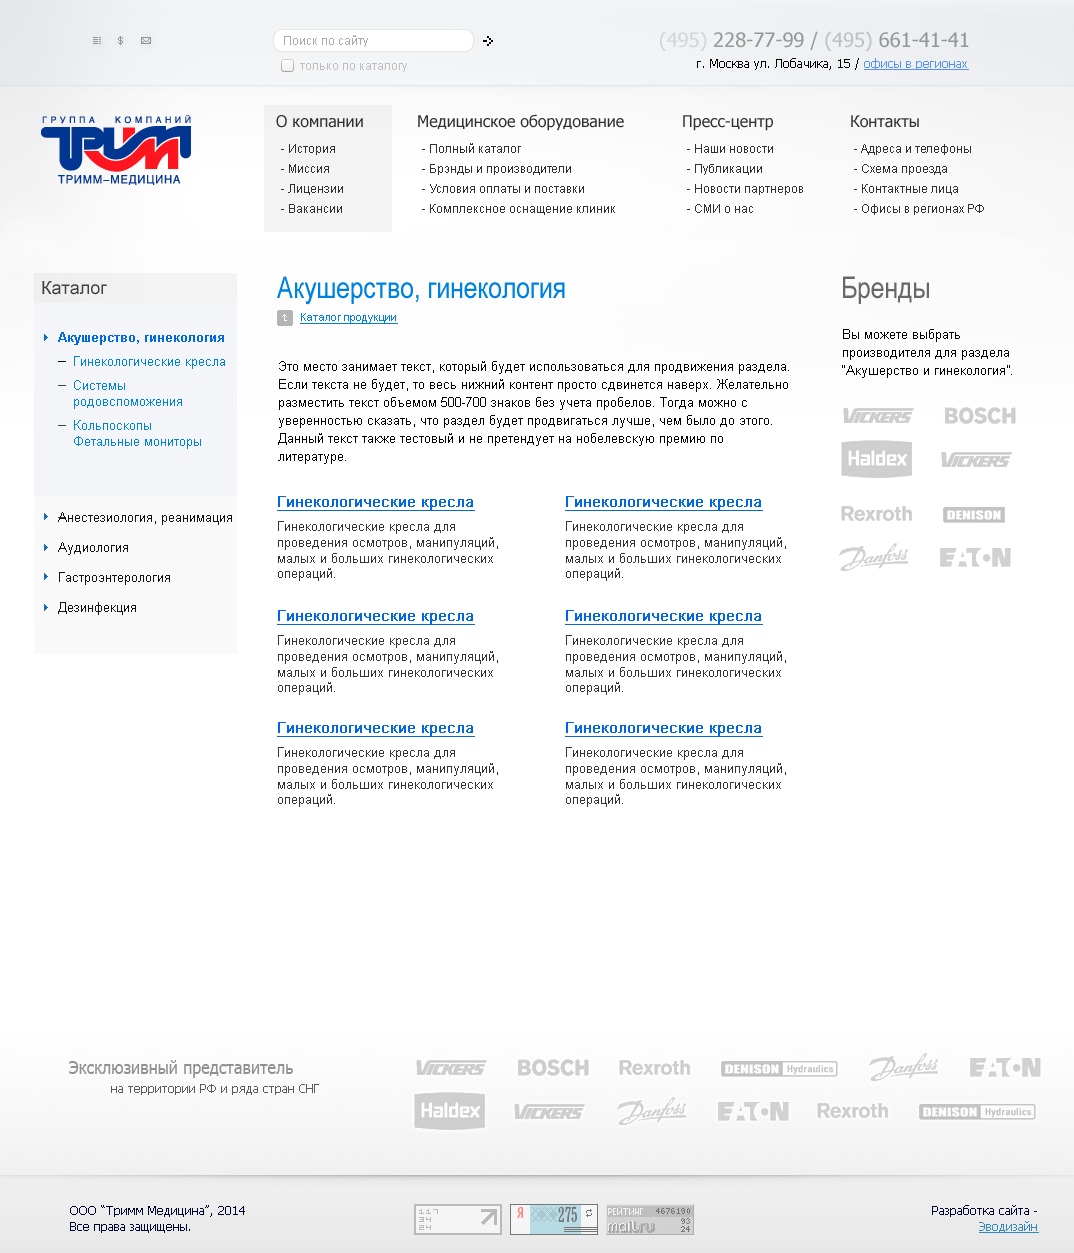 Поиск по сайту
только по каталогу
(495) 228-77-99 / (495) 661-41-41
г. Москва ул. Лобачика, 15 / офисы в регионах
ГРУППА КОМПАНИЙ
ТРИММ
ТРИММ-МЕДИЦИНА
О компании
- История
- Миссия
- Лицензии
- Вакансии
Медицинское оборудование
- Полный каталог
- Брэнды и производители
- Условия оплаты и поставки
- Комплексное оснащение клиник
Пресс-центр
- Наши новости
- Публикации
- Новости партнеров
- СМИ о нас
Контакты
- Адреса и телефоны
- Схема проезда
- Контактные лица
- Офисы в регионах РФ
Каталог
Акушерство, гинекология
– Гинекологические кресла
– Системы
родовспоможения
– Кольпоскопы
Фетальные мониторы
Анестезиология, реанимация
Аудиология
Гастроэнтерология
Дезинфекция
Акушерство, гинекология
Каталог продукции
Это место занимает текст, который будет использоваться для продвижения раздела.
Если текста не будет, то весь нижний контент просто сдвинется наверх. Желательно
разместить текст объемом 500-700 знаков без учета пробелов. Тогда можно с
уверенностью сказать, что раздел будет продвигаться лучше, чем было до этого.
Данный текст также тестовый и не претендует на нобелевскую премию по
литературе.
Гинекологические кресла
Гинекологические кресла для
проведения осмотров, манипуляций,
малых и больших гинекологических
операций.
Гинекологические кресла
Гинекологические кресла для
проведения осмотров, манипуляций,
малых и больших гинекологических
операций.
Гинекологические кресла
Гинекологические кресла для
проведения осмотров, манипуляций,
малых и больших гинекологических
операций.
Гинекологические кресла
Гинекологические кресла для
проведения осмотров, манипуляций,
малых и больших гинекологических
операций.
Гинекологические кресла
Гинекологические кресла для
проведения осмотров, манипуляций,
малых и больших гинекологических
операций.
Гинекологические кресла
Гинекологические кресла для
проведения осмотров, манипуляций,
малых и больших гинекологических
операций.
Бренды
Вы можете выбрать
производителя для раздела
"Акушерство и гинекология".
VICKERS BOSCH
Haldex VICKERS
Rexroth DENISON
Danfoss EATON
Эксклюзивный представитель
на территории РФ и ряда стран СНГ
VICKERS BOSCH Rexroth DENISON Hydraulics Danfoss EATON
Haldex VICKERS Danfoss EATON Rexroth DENISON Hydraulics
ООО “Тримм Медицина”, 2014
Все права защищены.
117
34
24
Я 275
РЕЙТИНГ 4676190
mail.ru 93
24
Разработка сайта -
Эводизайн